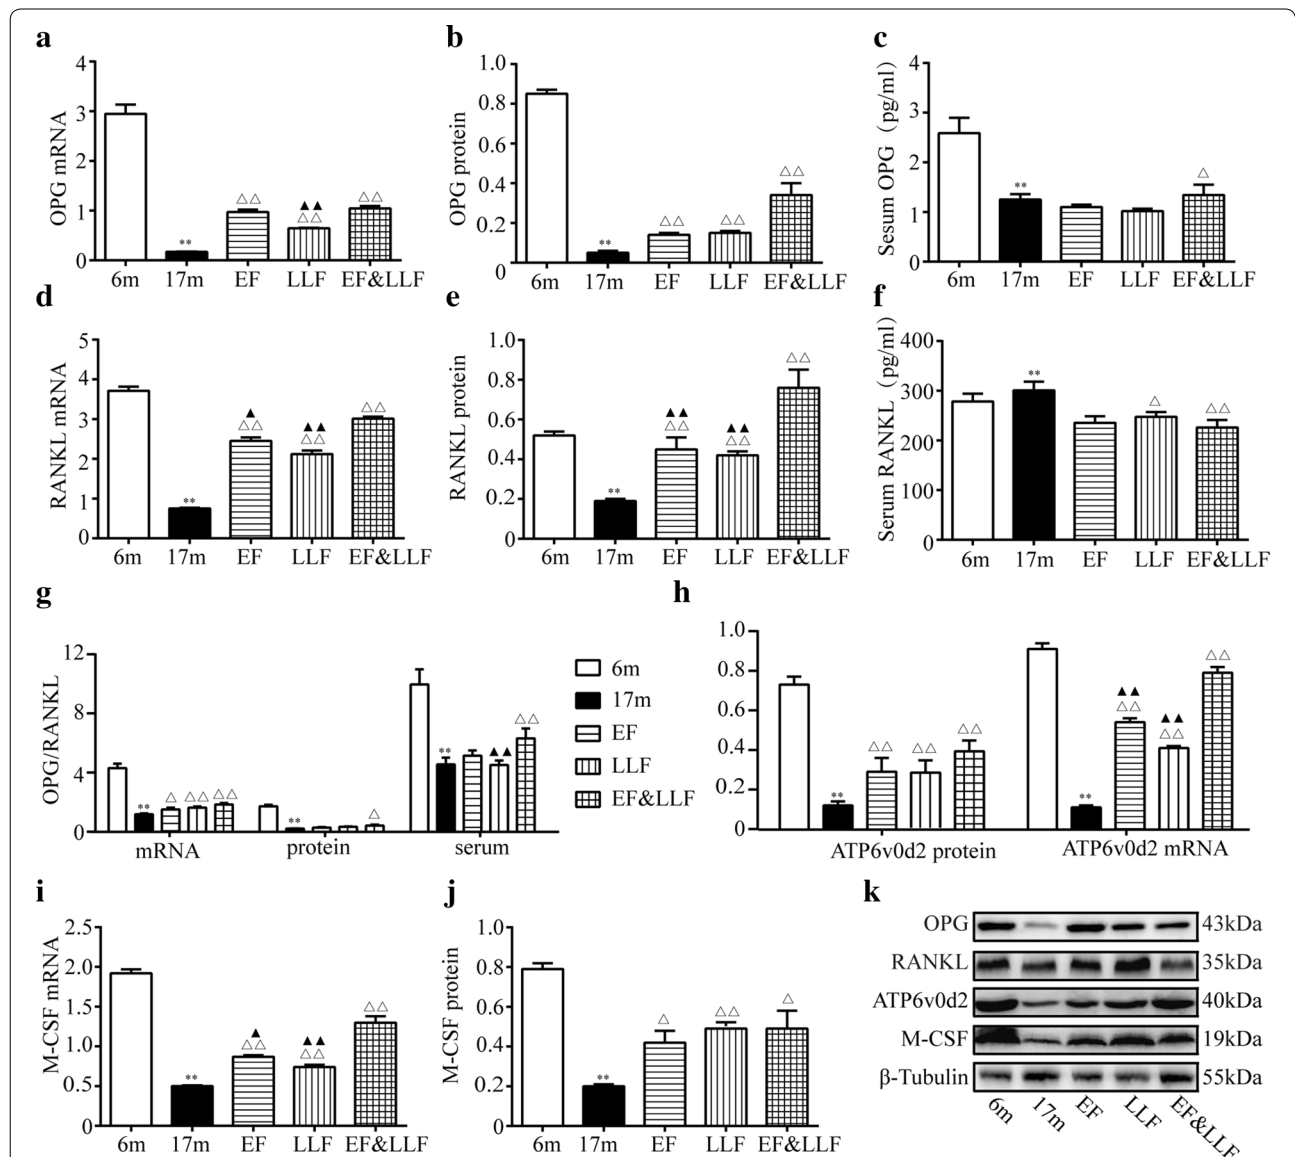 a
OPG mRNA
4
3
2
1
0
**
△△
▲▲
△△
△△
6m 17m EF LLF EF&LLF
b
OPG protein
1.0
0.8
0.6
0.4
0.2
0
**
△△
△△
△△
6m 17m EF LLF EF&LLF
c
Sesum OPG (pg/ml)
4
3
2
1
0
**
△
6m 17m EF LLF EF&LLF
d
RANKL mRNA
5
4
3
2
1
0
**
▲
△△
▲▲
△△
△△
6m 17m EF LLF EF&LLF
e
RANKL protein
1.0
0.8
0.6
0.4
0.2
0
**
▲▲
△△
▲▲
△△
△△
6m 17m EF LLF EF&LLF
f
Serum RANKL (pg/ml)
400
300
200
100
0
**
△
△△
6m 17m EF LLF EF&LLF
g
OPG/RANKL
12
8
4
0
** △ △△ △△
** △
** ▲▲ △△
mRNA protein serum
6m
17m
EF
LLF
EF&LLF
h
1.0
0.8
0.6
0.4
0.2
0
** △△ △△ △△
**
▲▲
△△
▲▲
△△
△△
ATP6v0d2 protein ATP6v0d2 mRNA
i
M-CSF mRNA
2.5
2.0
1.5
1.0
0.5
0
**
▲
△△
▲▲
△△
△△
6m 17m EF LLF EF&LLF
j
M-CSF protein
1.0
0.8
0.6
0.4
0.2
0
**
△
△△
△
6m 17m EF LLF EF&LLF
k
OPG 43kDa
RANKL 35kDa
ATP6v0d2 40kDa
M-CSF 19kDa
β-Tubulin 55kDa
6m 17m EF LLF EF&LLF